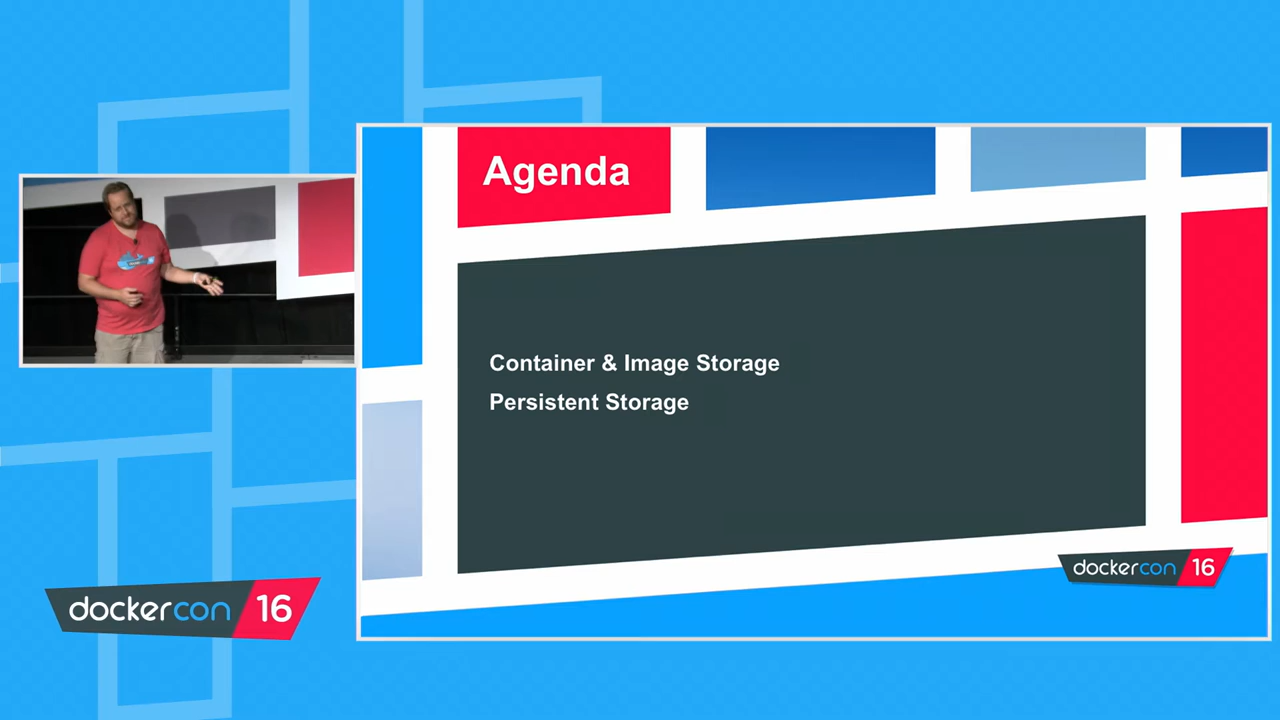 Agenda
Container & Image Storage
Persistent Storage
dockercon 16
dockercon 16